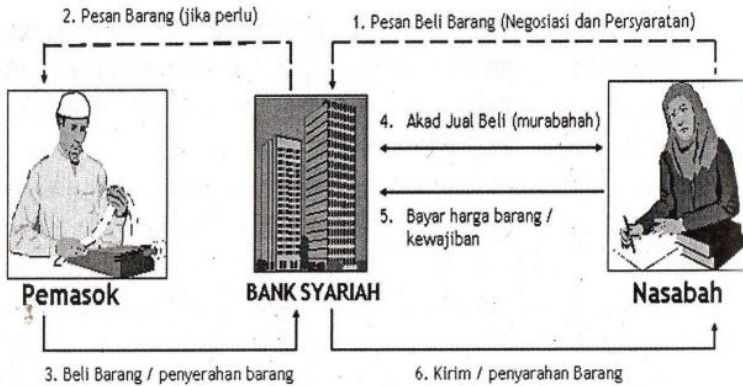 2. Pesan Barang (jika perlu)
1. Pesan Beli Barang (Negosiasi dan Persyaratan)
4. Akad Jual Beli (murabahah)
5. Bayar harga barang /
kewajiban
Pemasok
BANK SYARIAH
Nasabah
3. Beli Barang / penyerahan barang
6. Kirim / penyarahan Barang